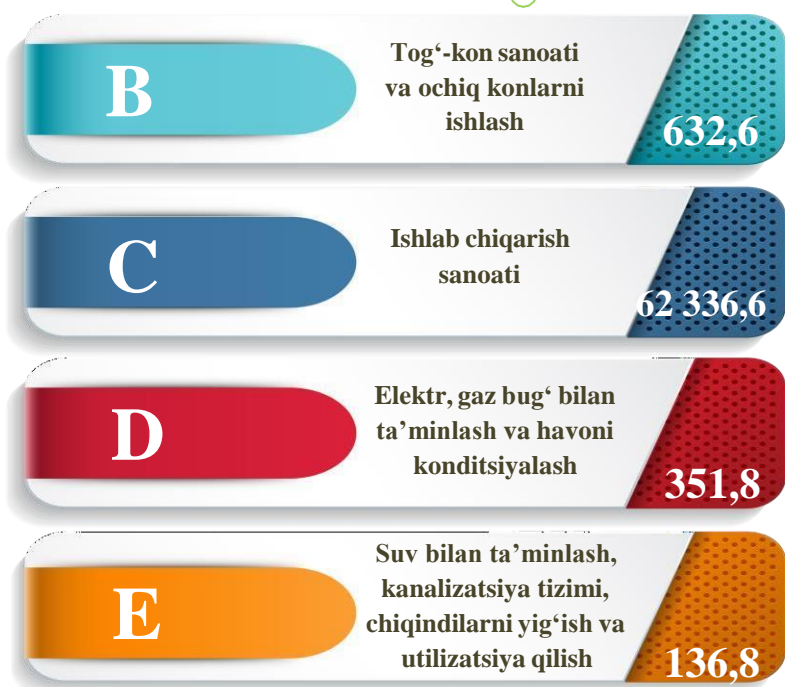 B
Tog‘-kon sanoati
va ochiq konlarni
ishlash
632,6
C
Ishlab chiqarish
sanoati
62 336,6
D
Elektr, gaz bug‘ bilan
ta’minlash va havoni
konditsiyalash
351,8
E
Suv bilan ta’minlash,
kanalizatsiya tizimi,
chiqindilarni yig‘ish va
utilizatsiya qilish
136,8